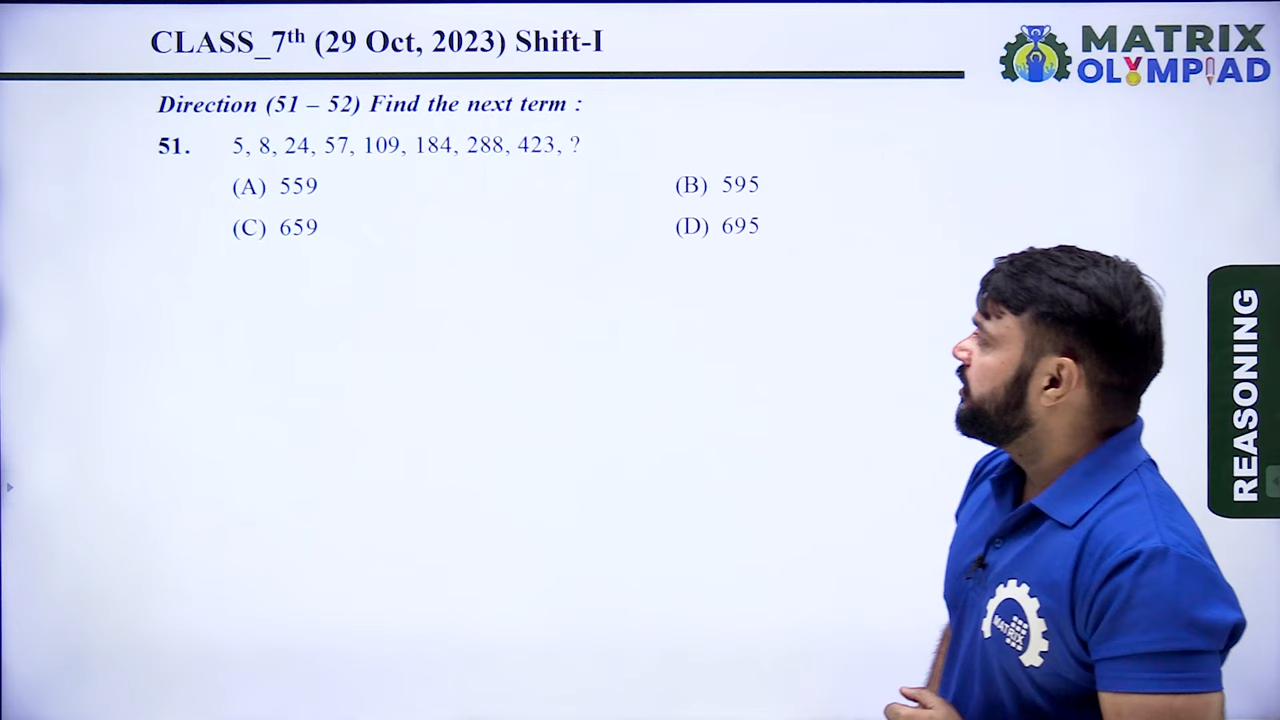 CLASS_7th (29 Oct, 2023) Shift-I
MATRIX
OLYMPIAD
Direction (51 – 52) Find the next term :
51. 5, 8, 24, 57, 109, 184, 288, 423, ?
(A) 559 (B) 595
(C) 659 (D) 695
REASONING
MATRIX